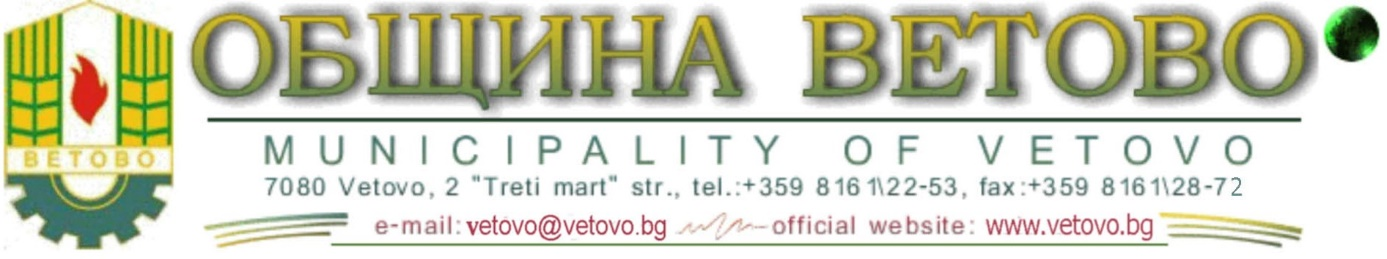 ОБЩИНА ВЕТОВО
ВЕТОВО
MUNICIPALITY OF VETOVO
7080 Vetovo, 2 "Treti mart" str., tel.:+359 8161\22-53, fax:+359 8161\28-72
e-mail: vetovo@vetovo.bg official website: www.vetovo.bg